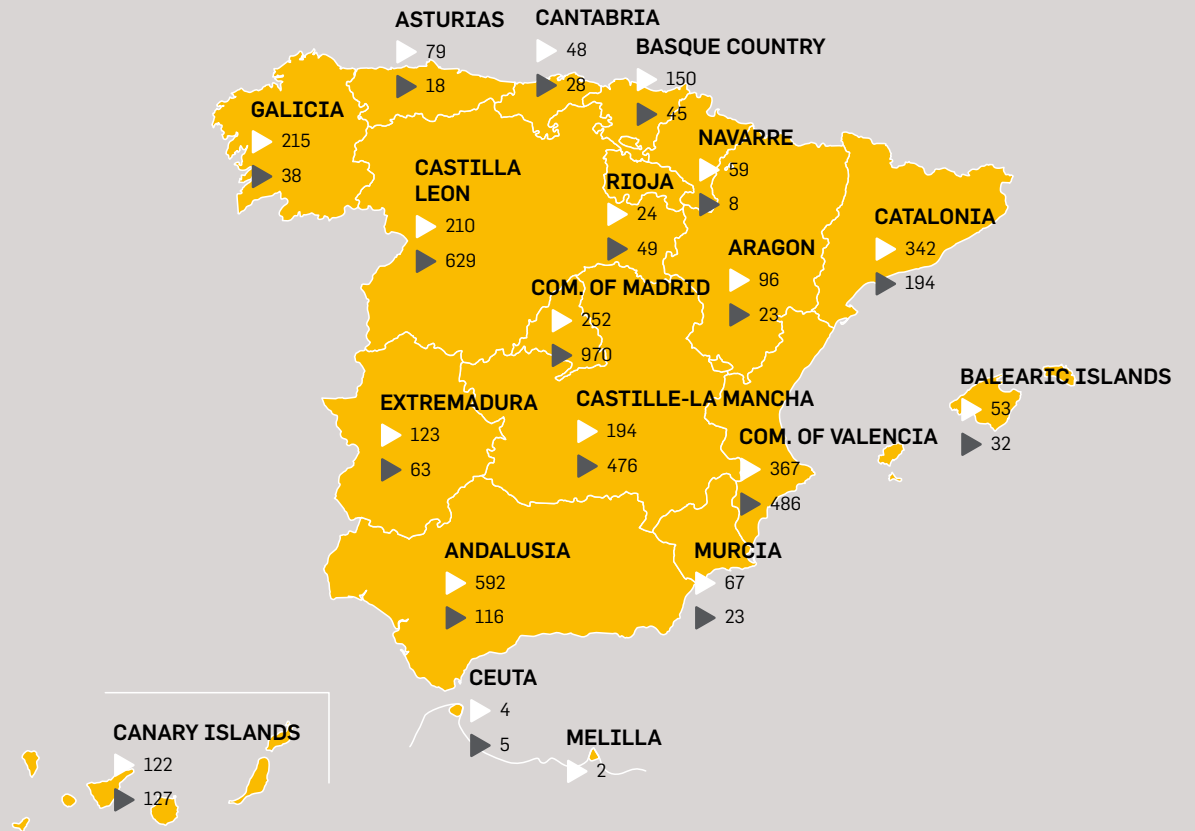 ASTURIAS
79
18
CANTABRIA
48
28
BASQUE COUNTRY
150
45
GALICIA
215
38
NAVARRE
59
8
CASTILLA
LEON
210
629
RIOJA
24
49
CATALONIA
342
194
ARAGON
96
23
COM. OF MADRID
252
970
BALEARIC ISLANDS
53
32
EXTREMADURA
123
63
CASTILLE-LA MANCHA
194
476
COM. OF VALENCIA
367
486
ANDALUSIA
592
116
MURCIA
67
23
CEUTA
4
5
MELILLA
2
CANARY ISLANDS
122
127